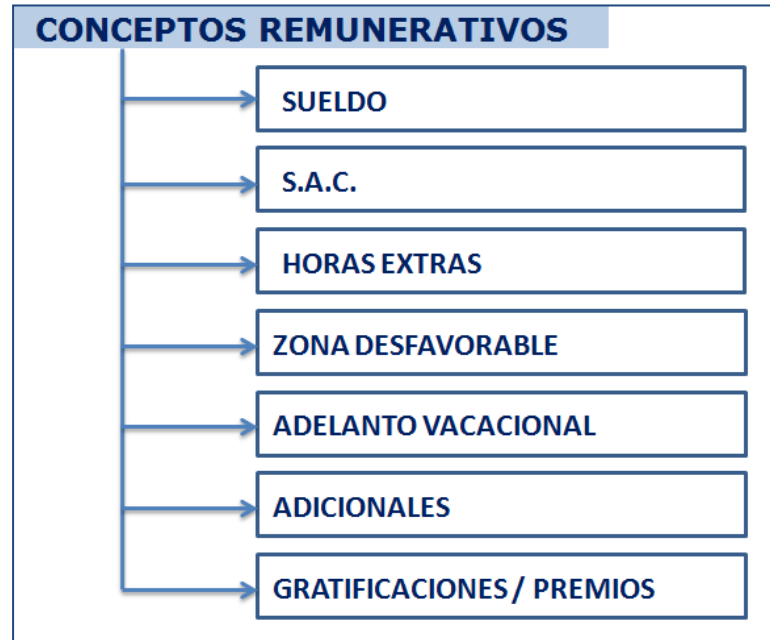 CONCEPTOS REMUNERATIVOS
SUELDO
S.A.C.
HORAS EXTRAS
ZONA DESFAVORABLE
ADELANTO VACACIONAL
ADICIONALES
GRATIFICACIONES / PREMIOS